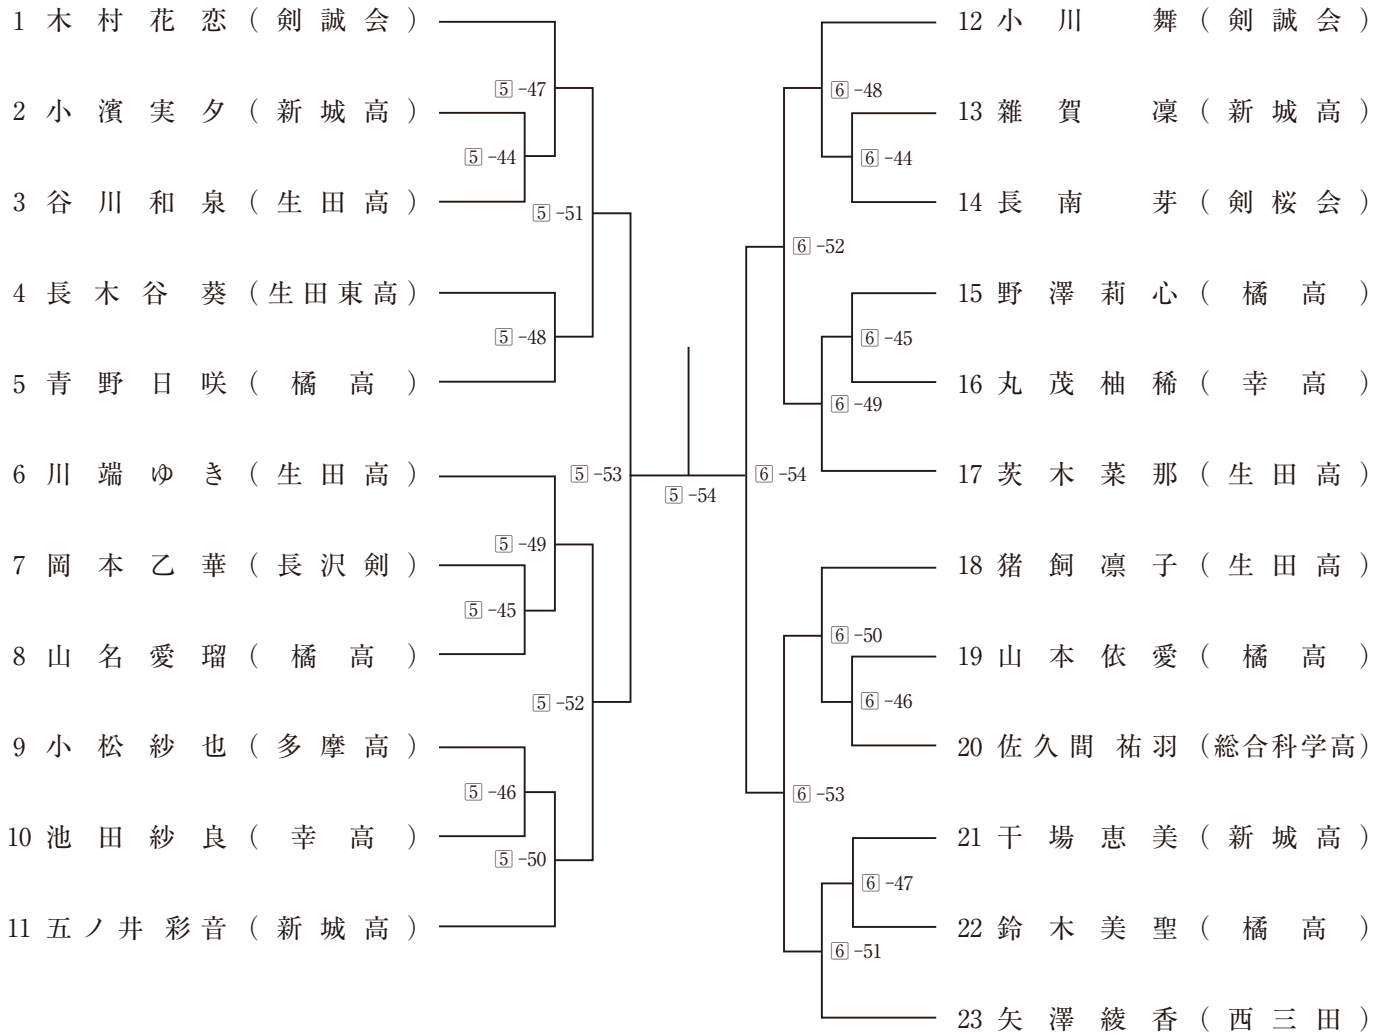 1 木村花恋(剣誠会)
5-47
2 小濱実夕(新城高)
5-44
3 谷川和泉(生田高)
5-51
4 長木谷葵(生田東高)
5-48
5 青野日咲(橘高)
6 川端ゆき(生田高)
5-53
5-49
7 岡本乙華(長沢剣)
5-45
8 山名愛瑠(橘高)
5-52
9 小松紗也(多摩高)
5-46
10 池田紗良(幸高)
5-50
11 五ノ井彩音(新城高)
5-54
12 小川舞(剣誠会)
6-48
13 雑賀凜(新城高)
6-44
14 長南芽(剣桜会)
6-52
15 野澤莉心(橘高)
6-45
16 丸茂柚稀(幸高)
6-49
17 茨木菜那(生田高)
6-54
18 猪飼凛子(生田高)
6-50
19 山本依愛(橘高)
6-46
20 佐久間祐羽(総合科学高)
6-53
21 干場恵美(新城高)
6-47
22 鈴木美聖(橘高)
6-51
23 矢澤綾香(西三田)